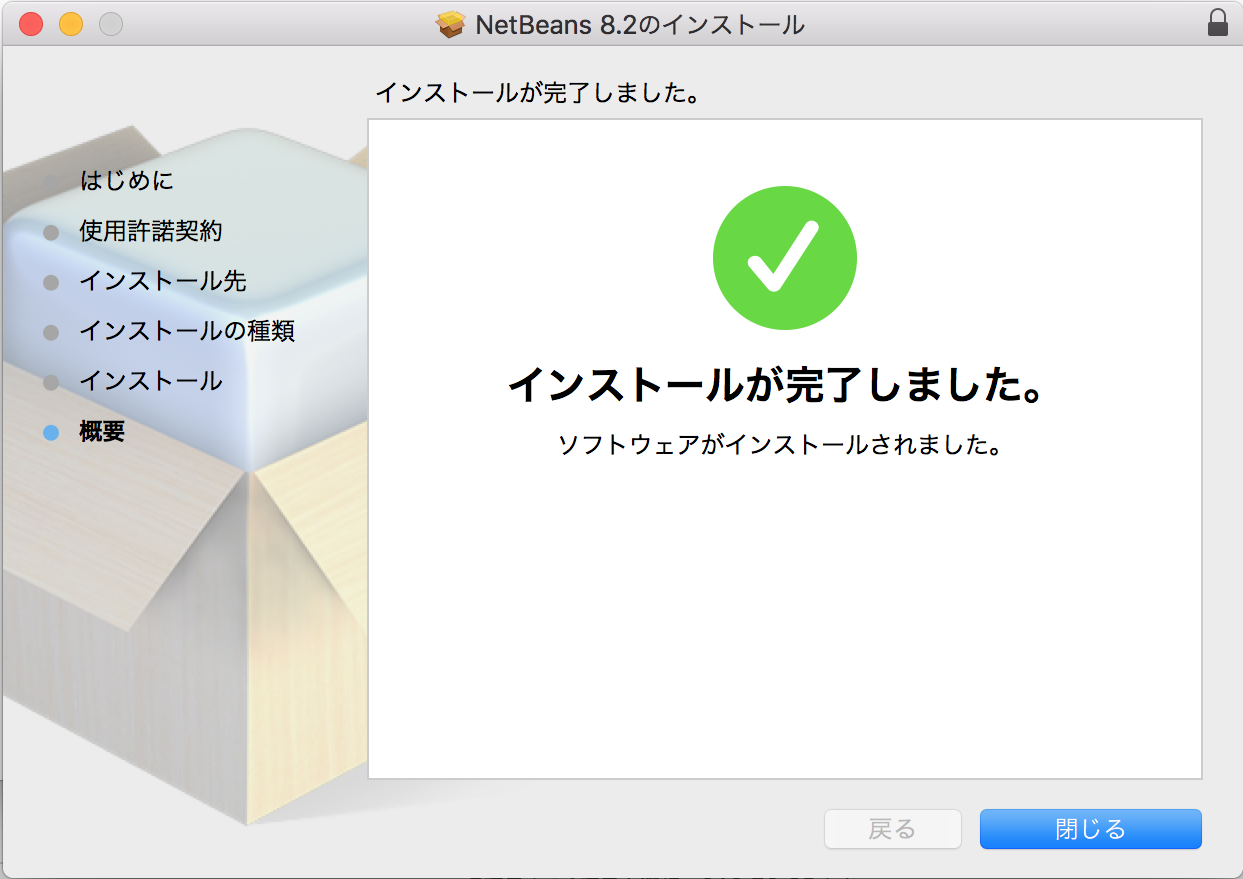 NetBeans 8.2のインストール
インストールが完了しました。
はじめに
使用許諾契約
インストール先
インストールの種類
インストール
概要
インストールが完了しました。
ソフトウェアがインストールされました。
戻る
閉じる